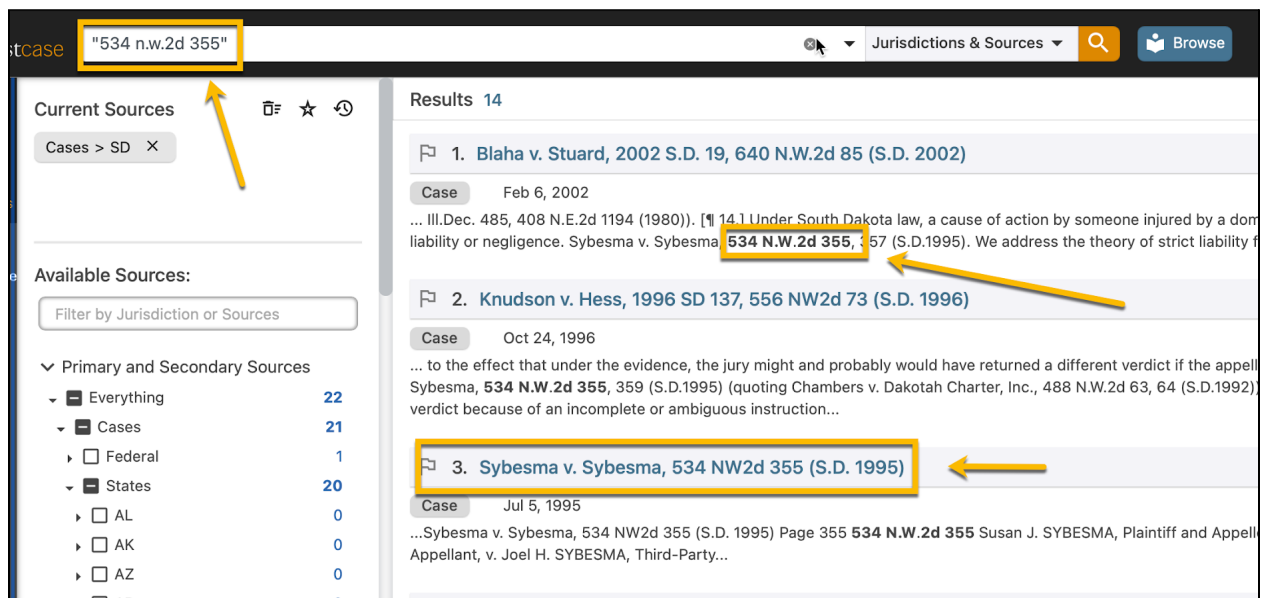 stcase "534 n.w.2d 355" Jurisdictions & Sources Browse
Current Sources
Cases > SD ×
Available Sources:
Filter by Jurisdiction or Sources
Primary and Secondary Sources
Everything 22
Cases 21
Federal 1
States 20
AL 0
AK 0
AZ 0
Results 14
1. Blaha v. Stuard, 2002 S.D. 19, 640 N.W.2d 85 (S.D. 2002)
Case Feb 6, 2002
... Ill.Dec. 485, 408 N.E.2d 1194 (1980)). [¶ 14.] Under South Dakota law, a cause of action by someone injured by a dom
liability or negligence. Sybesma v. Sybesma, 534 N.W.2d 355, 357 (S.D.1995). We address the theory of strict liability f
2. Knudson v. Hess, 1996 SD 137, 556 NW2d 73 (S.D. 1996)
Case Oct 24, 1996
... to the effect that under the evidence, the jury might and probably would have returned a different verdict if the appell
Sybesma, 534 N.W.2d 355, 359 (S.D.1995) (quoting Chambers v. Dakotah Charter, Inc., 488 N.W.2d 63, 64 (S.D.1992))
verdict because of an incomplete or ambiguous instruction...
3. Sybesma v. Sybesma, 534 NW2d 355 (S.D. 1995)
Case Jul 5, 1995
...Sybesma v. Sybesma, 534 NW2d 355 (S.D. 1995) Page 355 534 N.W.2d 355 Susan J. SYBESMA, Plaintiff and Appelle
Appellant, v. Joel H. SYBESMA, Third-Party...